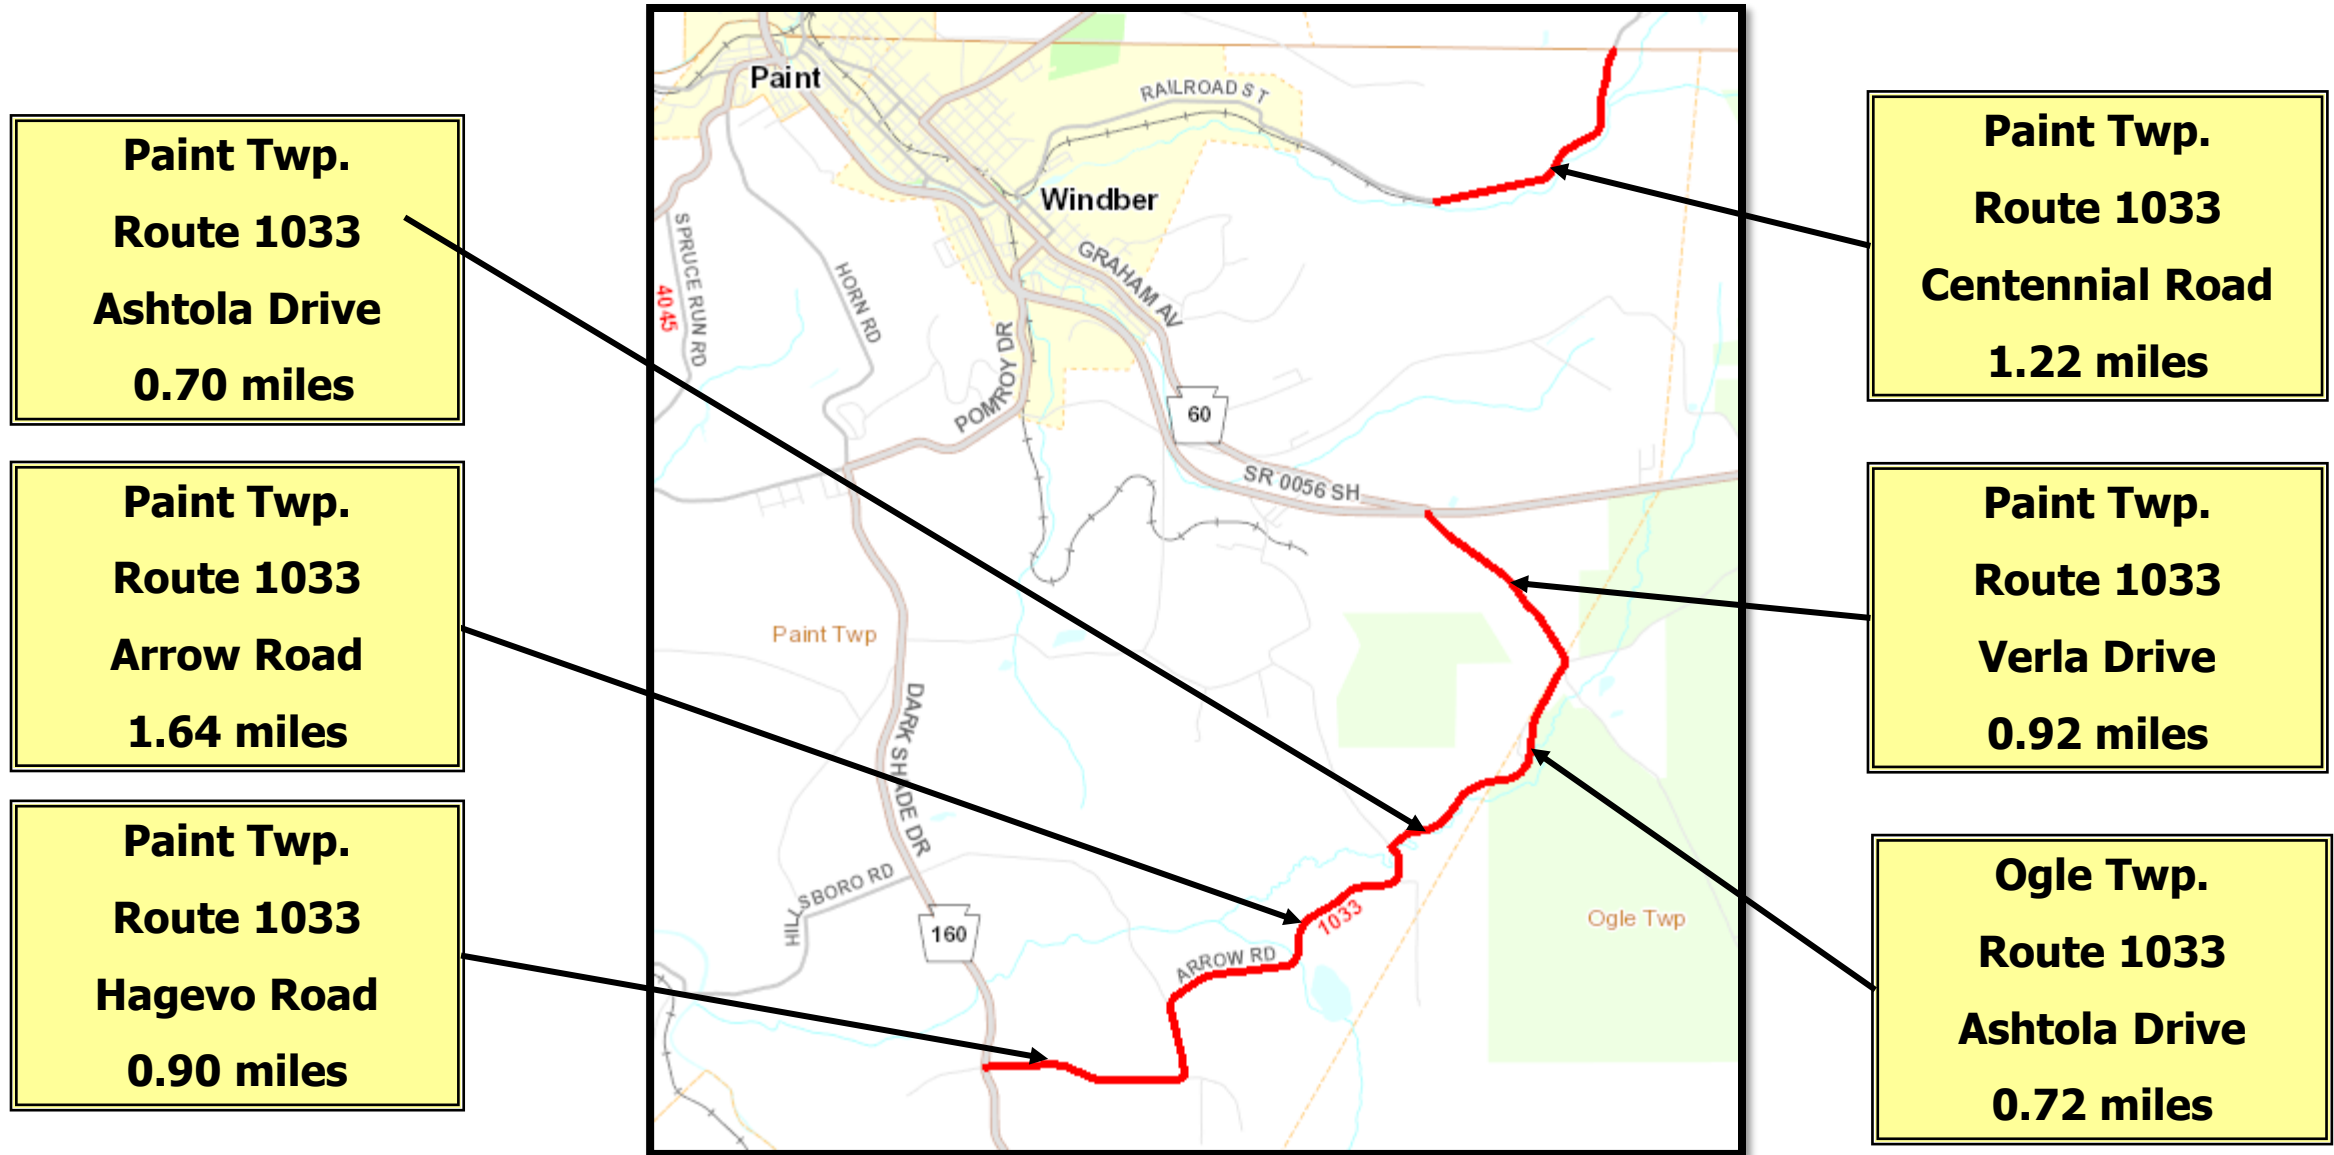 Paint Twp.
Route 1033
Ashtola Drive
0.70 miles
Paint Twp.
Route 1033
Arrow Road
1.64 miles
Paint Twp.
Route 1033
Hagevo Road
0.90 miles
Paint
RAILROAD ST
Windber
SPRUCE RUN RD
4045
HORN RD
GRAHAM AV
POMROY DR
60
SR 0056 SH
Paint Twp
DARK SHADE DR
HILLSBORO RD
160
1033
ARROW RD
Ogle Twp
Paint Twp.
Route 1033
Centennial Road
1.22 miles
Paint Twp.
Route 1033
Verla Drive
0.92 miles
Ogle Twp.
Route 1033
Ashtola Drive
0.72 miles